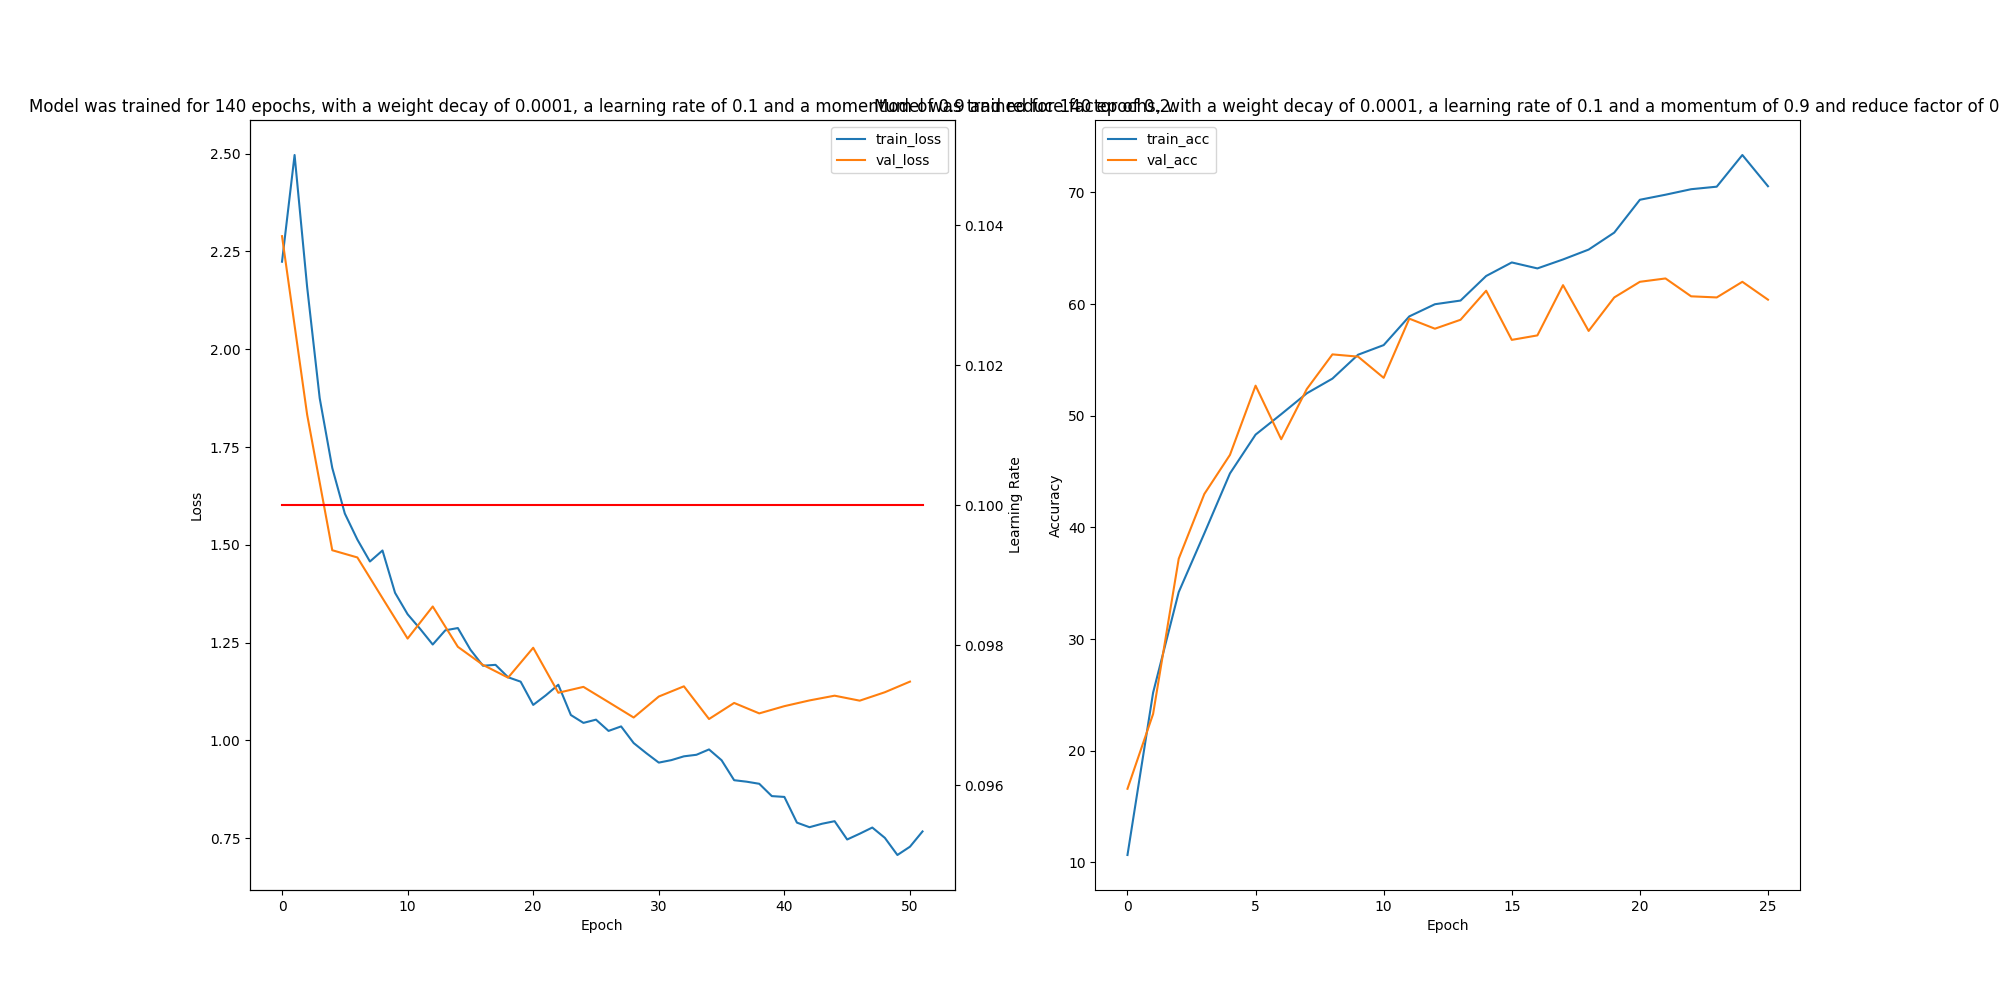 Model was trained for 140 epochs, with a weight decay of 0.0001, a learning rate of 0.1 and a momentum of 0.9 and reduce factor of 0.2.
Model was trained for 140 epochs, with a weight decay of 0.0001, a learning rate of 0.1 and a momentum of 0.9 and reduce factor of 0
train_loss
val_loss
2.50
2.25
2.00
1.75
1.50
1.25
1.00
0.75
Loss
0
10
20
30
40
50
Epoch
0.104
0.102
0.100
0.098
0.096
Learning Rate
train_acc
val_acc
70
60
50
40
30
20
10
Accuracy
0
5
10
15
20
25
Epoch